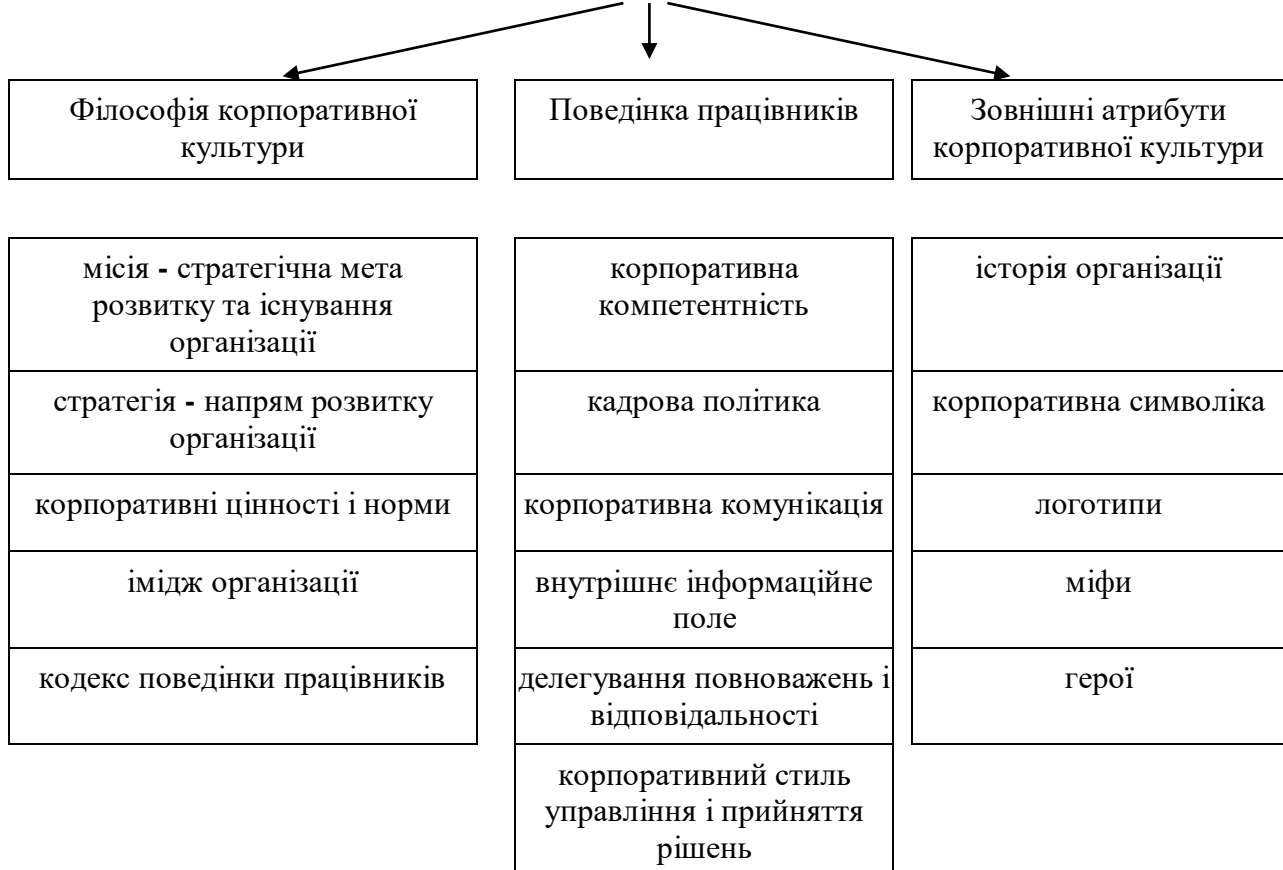 Філософія корпоративної
культури
Поведінка працівників
Зовнішні атрибути
корпоративної культури
місія - стратегічна мета
розвитку та існування
організації
стратегія - напрям розвитку
організації
корпоративні цінності і норми
імідж організації
кодекс поведінки працівників
корпоративна
компетентність
кадрова політика
корпоративна комунікація
внутрішнє інформаційне
поле
делегування повноважень і
відповідальності
корпоративний стиль
управління і прийняття
рішень
історія організації
корпоративна символіка
логотипи
міфи
герої